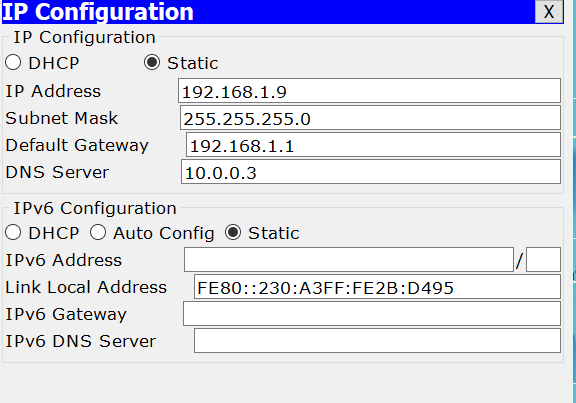 IP Configuration X
IP Configuration
DHCP Static
IP Address 192.168.1.9
Subnet Mask 255.255.255.0
Default Gateway 192.168.1.1
DNS Server 10.0.0.3
IPv6 Configuration
DHCP Auto Config Static
IPv6 Address /
Link Local Address FE80::230:A3FF:FE2B:D495
IPv6 Gateway
IPv6 DNS Server